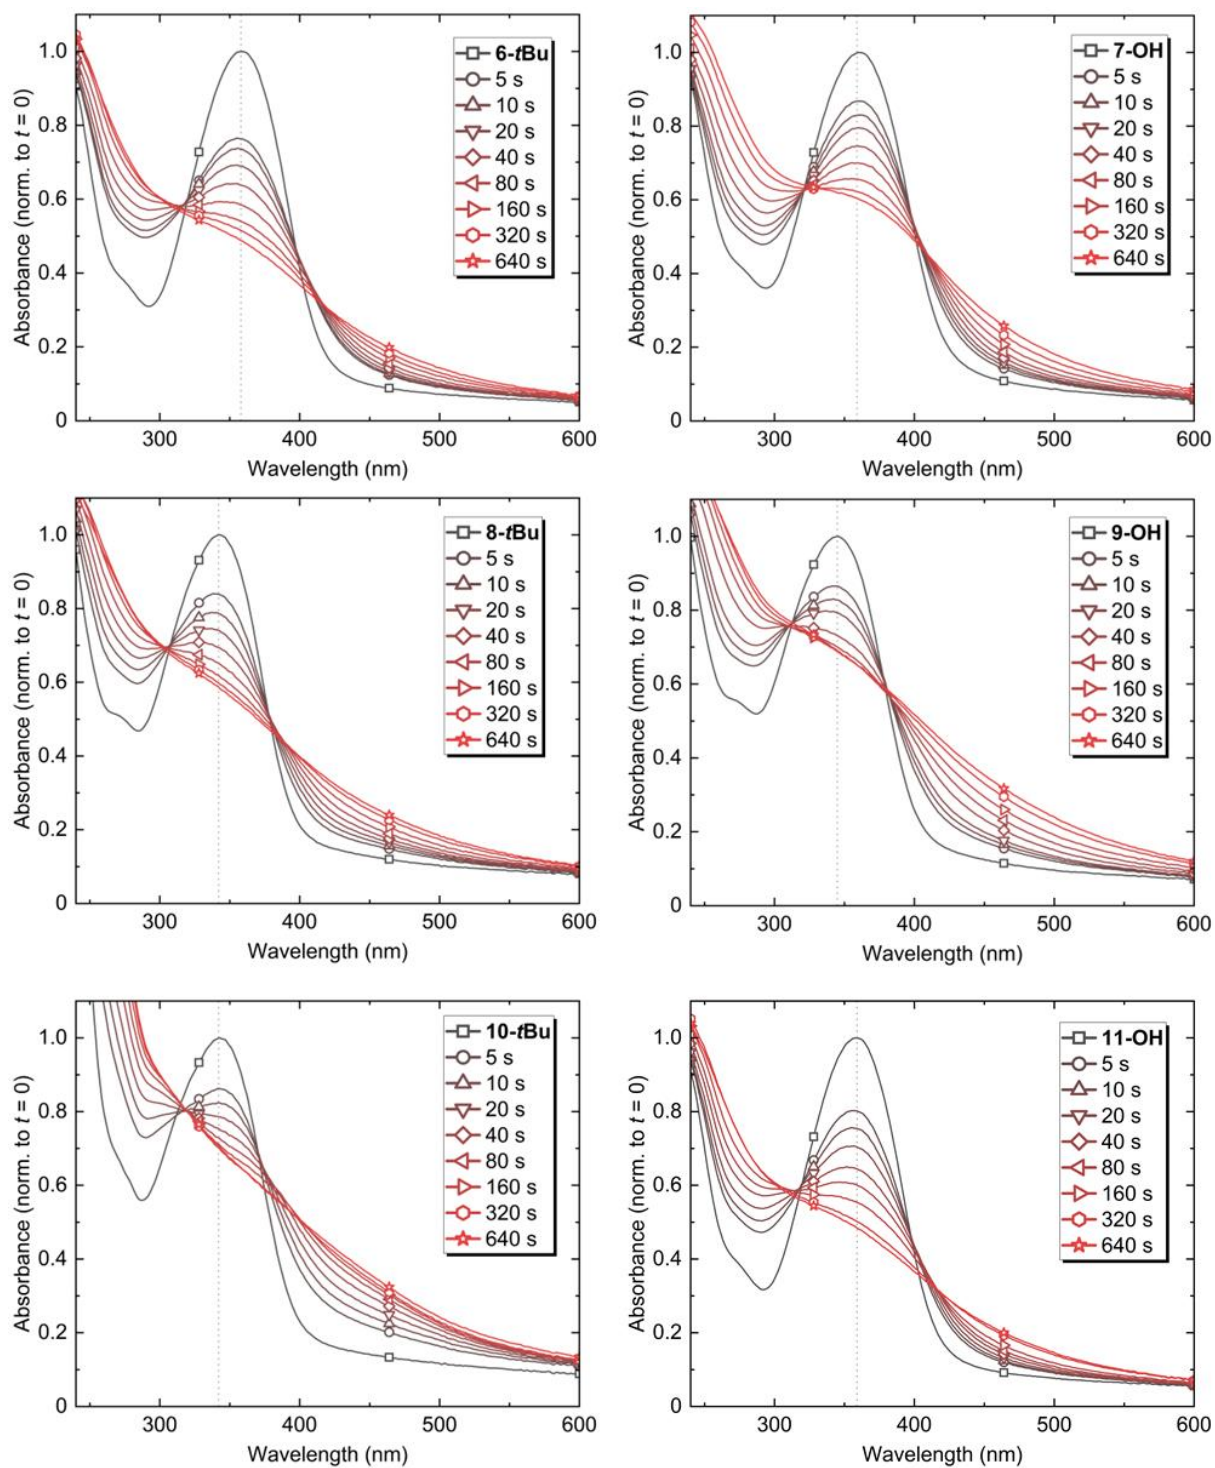 Absorbance (norm. to t = 0)
1.0
0.8
0.6
0.4
0.2
0
300
400
500
600
Wavelength (nm)
6-tBu
5 s
10 s
20 s
40 s
80 s
160 s
320 s
640 s
Absorbance (norm. to t = 0)
1.0
0.8
0.6
0.4
0.2
0
300
400
500
600
Wavelength (nm)
7-OH
5 s
10 s
20 s
40 s
80 s
160 s
320 s
640 s
Absorbance (norm. to t = 0)
1.0
0.8
0.6
0.4
0.2
0
300
400
500
600
Wavelength (nm)
8-tBu
5 s
10 s
20 s
40 s
80 s
160 s
320 s
640 s
Absorbance (norm. to t = 0)
1.0
0.8
0.6
0.4
0.2
0
300
400
500
600
Wavelength (nm)
9-OH
5 s
10 s
20 s
40 s
80 s
160 s
320 s
640 s
Absorbance (norm. to t = 0)
1.0
0.8
0.6
0.4
0.2
0
300
400
500
600
Wavelength (nm)
10-tBu
5 s
10 s
20 s
40 s
80 s
160 s
320 s
640 s
Absorbance (norm. to t = 0)
1.0
0.8
0.6
0.4
0.2
0
300
400
500
600
Wavelength (nm)
11-OH
5 s
10 s
20 s
40 s
80 s
160 s
320 s
640 s